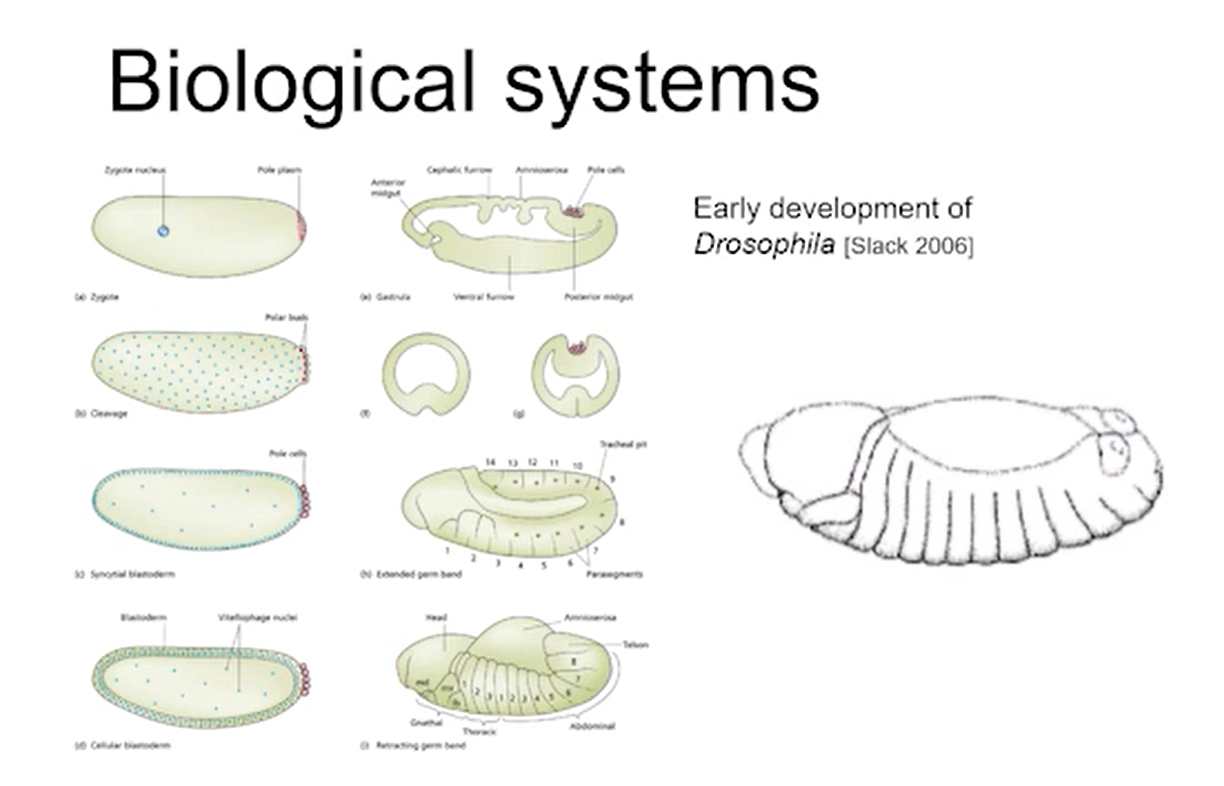 Biological systems
Zygote nucleus
Pole plasm
(a) Zygote
Polar buds
(b) Cleavage
Pole cells
(c) Syncytial blastoderm
Blastoderm
Vitellophage nuclei
(d) Cellular blastoderm
Cephalic furrow
Amnioserosa
Pole cells
Anterior
midgut
(e) Gastrula
Ventral furrow
Posterior midgut
(f)
(g)
Tracheal pit
14 13 12 11 10
9
8
7
1 2 3 4 5 6
(h) Extended germ band
Parasegments
Head
Amnioserosa
Telson
8
7
md
mx
1 2 3 1 2 3 4 5 6
Gnathal
Thoracic
Abdominal
(i) Retracting germ band
Early development of
Drosophila [Slack 2006]